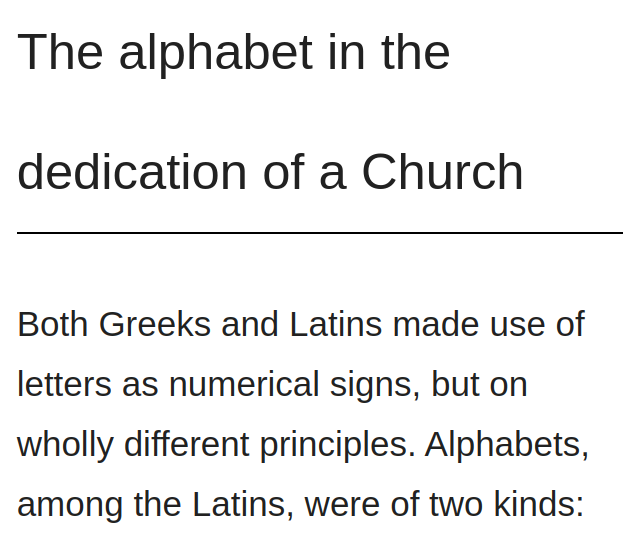 The alphabet in the
dedication of a Church
Both Greeks and Latins made use of
letters as numerical signs, but on
wholly different principles. Alphabets,
among the Latins, were of two kinds: